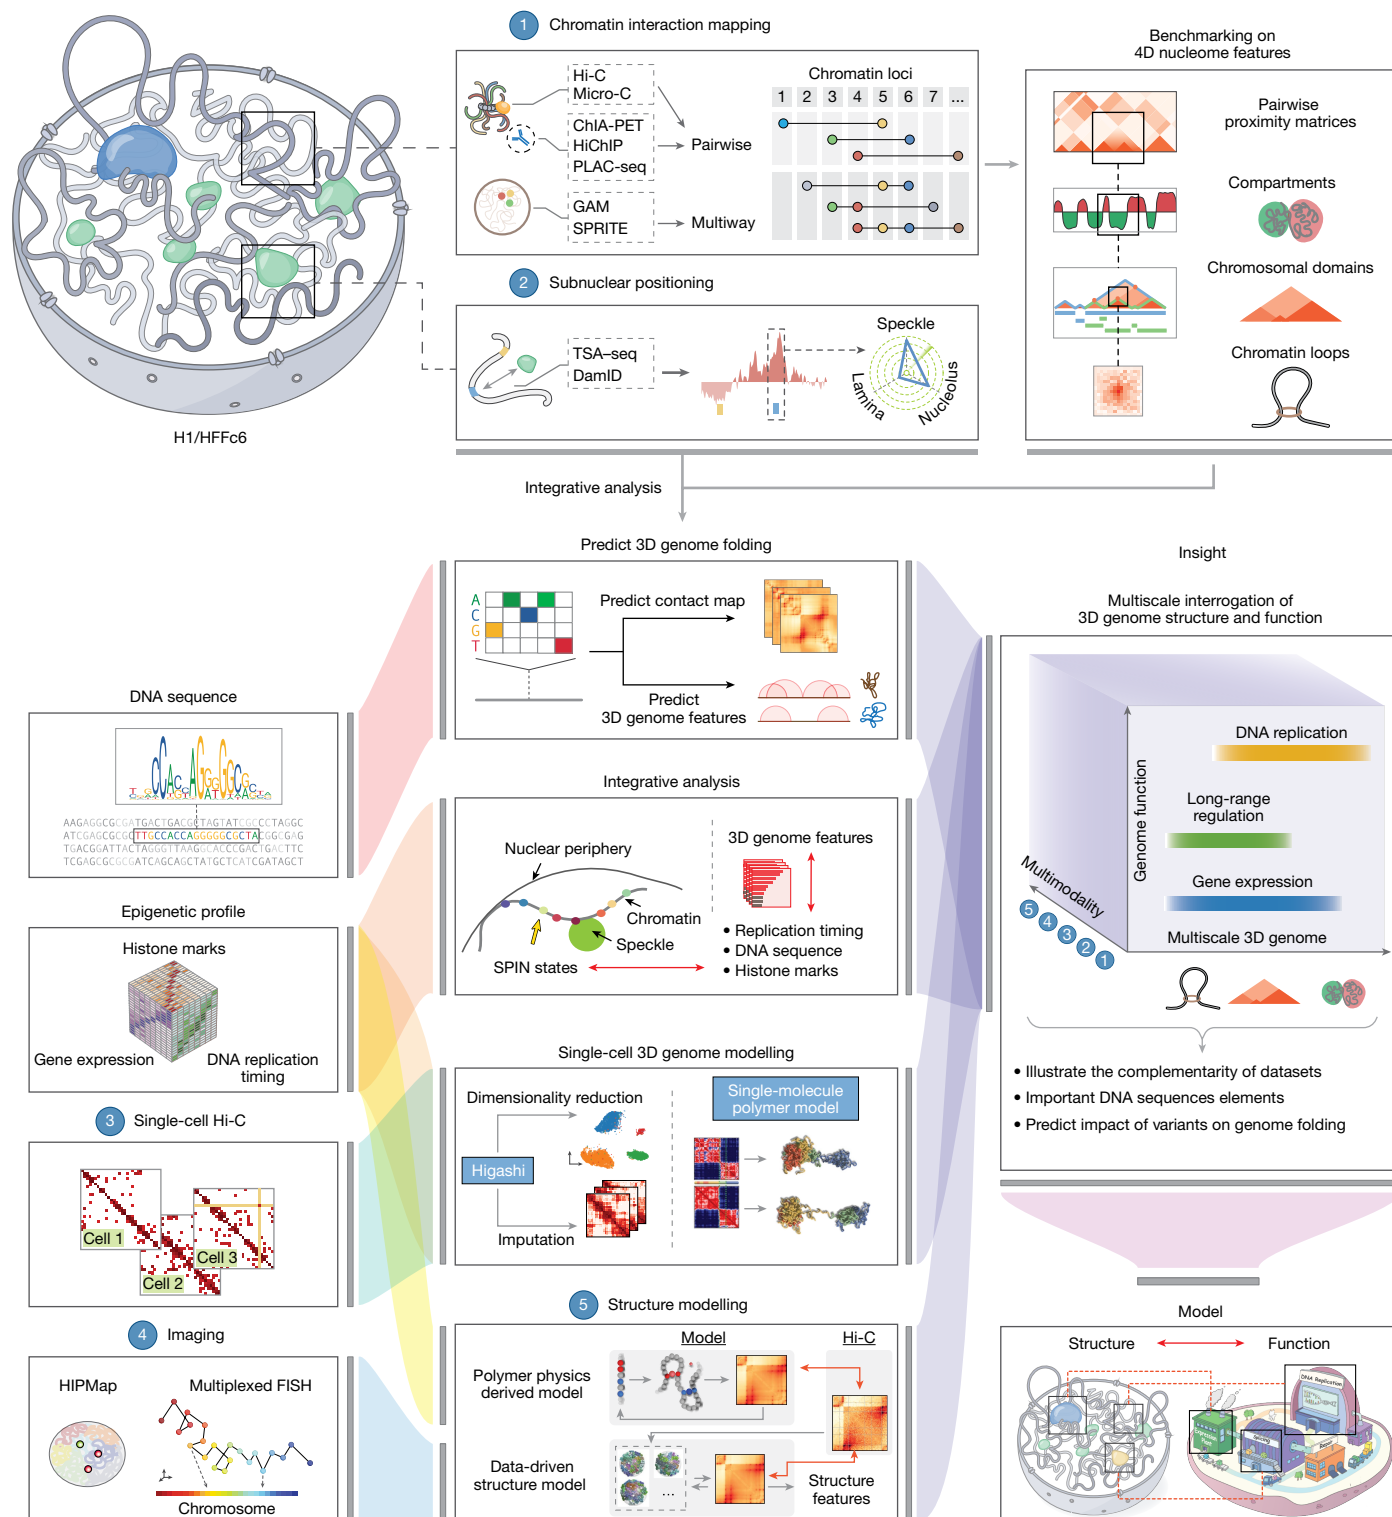 1 Chromatin interaction mapping
Hi-C
Micro-C
ChIA-PET
HiChIP
PLAC-seq
GAM
SPRITE
Pairwise
Multiway
Chromatin loci
1 2 3 4 5 6 7 ...
Benchmarking on
4D nucleome features
Pairwise
proximity matrices
Compartments
Chromosomal domains
Chromatin loops
2 Subnuclear positioning
TSA–seq
DamID
Speckle
Lamina
Nucleolus
H1/HFFc6
Integrative analysis
Predict 3D genome folding
A
C
G
T
Predict contact map
Predict
3D genome features
DNA sequence
AAGAGGCGCGATGACTGACGCTAGTATCGCCCTAGGC
ATCGAGCGCGCTTGCCACCAGGGGGCGCTACGGCGAG
TGACGGATTACTAGGGTTAAGGCACCCGACTGACTTC
TCGAGCGCGCGATCAGCAGCTATGCTCATCGATAGCT
Integrative analysis
Nuclear periphery
Chromatin
Speckle
SPIN states
3D genome features
• Replication timing
• DNA sequence
• Histone marks
Epigenetic profile
Histone marks
Gene expression
DNA replication
timing
3 Single-cell Hi-C
Cell 1
Cell 2
Cell 3
Single-cell 3D genome modelling
Dimensionality reduction
Higashi
Imputation
Single-molecule
polymer model
4 Imaging
HIPMap
Multiplexed FISH
Chromosome
5 Structure modelling
Model
Hi-C
Polymer physics
derived model
Data-driven
structure model
...
Structure
features
Insight
Multiscale interrogation of
3D genome structure and function
Genome function
DNA replication
Long-range
regulation
Gene expression
Multimodality
5 4 3 2 1
Multiscale 3D genome
• Illustrate the complementarity of datasets
• Important DNA sequences elements
• Predict impact of variants on genome folding
Model
Structure
Function
DNA Replication
Splicing
Repair